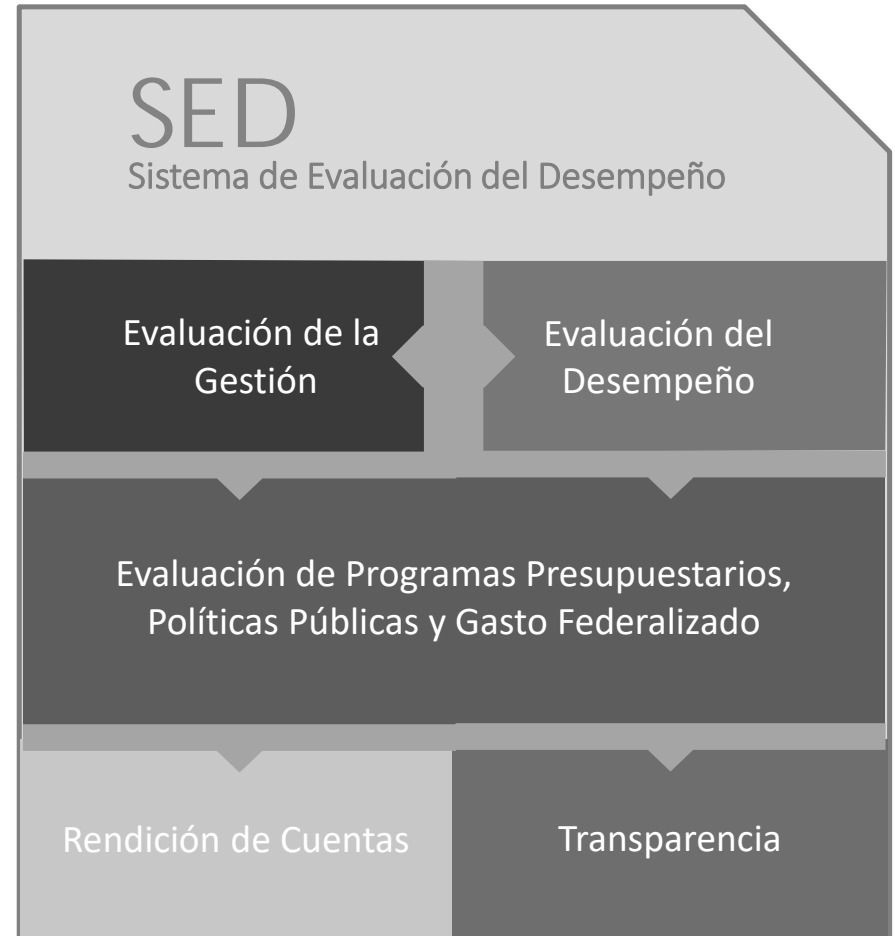 SED
Sistema de Evaluación del Desempeño
Evaluación de la
Gestión
Evaluación del
Desempeño
Evaluación de Programas Presupuestarios,
Políticas Públicas y Gasto Federalizado
Rendición de Cuentas
Transparencia